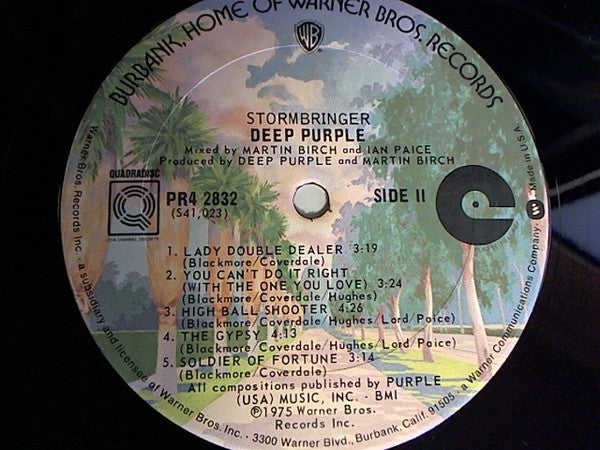 BURBANK, HOME OF WARNER BROS. RECORDS
WB
STORMBRINGER
DEEP PURPLE
Mixed by MARTIN BIRCH and IAN PAICE
Produced by DEEP PURPLE and MARTIN BIRCH
QUADRADISC
PR4 2832
SIDE II
(S41,023)
1. LADY DOUBLE DEALER 3:19
(Blackmore/Coverdale)
2. YOU CAN'T DO IT RIGHT
(WITH THE ONE YOU LOVE) 3:24
(Blackmore/Coverdale/Hughes)
3. HIGH BALL SHOOTER 4:26
(Blackmore/Coverdale/Hughes/Lord/Paice)
4. THE GYPSY 4:13
(Blackmore/Coverdale/Hughes/Lord/Paice)
5. SOLDIER OF FORTUNE 3:14
(Blackmore/Coverdale)
All compositions published by PURPLE
(USA) MUSIC, INC. · BMI
Ⓟ1975 Warner Bros.
Records Inc.
Warner Bros. Records Inc. · a subsidiary and licensee of Warner Bros. Inc. · 3300 Warner Blvd., Burbank, Calif. 91505 · a Warner Communications Company · Made in U.S.A.